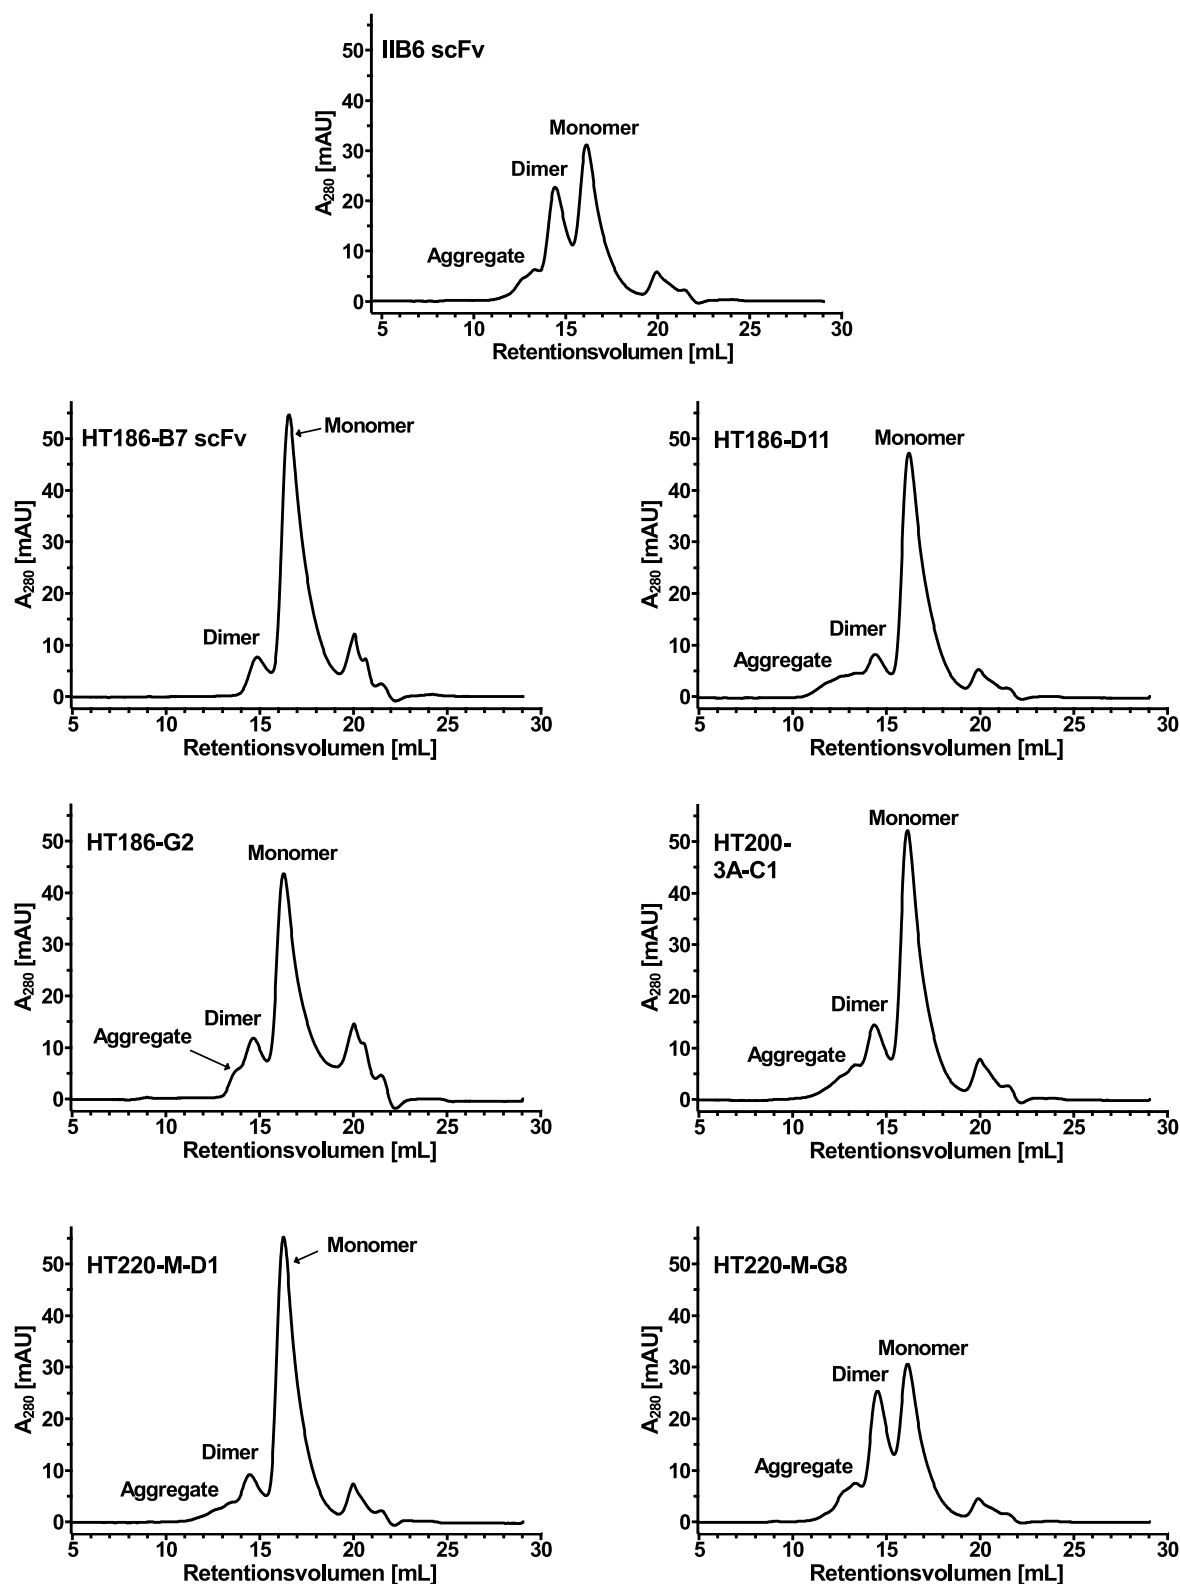 IIB6 scFv
Monomer
Dimer
Aggregate
A280 [mAU]
50
40
30
20
10
0
5 10 15 20 25 30
Retentionsvolumen [mL]
HT186-B7 scFv
Monomer
Dimer
A280 [mAU]
50
40
30
20
10
0
5 10 15 20 25 30
Retentionsvolumen [mL]
HT186-D11
Monomer
Dimer
Aggregate
A280 [mAU]
50
40
30
20
10
0
5 10 15 20 25 30
Retentionsvolumen [mL]
HT186-G2
Monomer
Dimer
Aggregate
A280 [mAU]
50
40
30
20
10
0
5 10 15 20 25 30
Retentionsvolumen [mL]
HT200-
3A-C1
Monomer
Dimer
Aggregate
A280 [mAU]
50
40
30
20
10
0
5 10 15 20 25 30
Retentionsvolumen [mL]
HT220-M-D1
Monomer
Dimer
Aggregate
A280 [mAU]
50
40
30
20
10
0
5 10 15 20 25 30
Retentionsvolumen [mL]
HT220-M-G8
Monomer
Dimer
Aggregate
A280 [mAU]
50
40
30
20
10
0
5 10 15 20 25 30
Retentionsvolumen [mL]